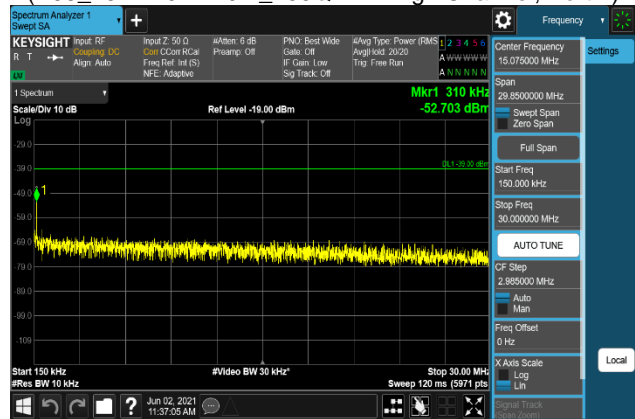 Spectrum Analyzer 1
Swept SA
Frequency
KEYSIGHT
R T
LW
Input: RF
Coupling: DC
Align: Auto
Input Z: 50 Ω
Corr CCorr RCal
Freq Ref: Int (S)
NFE: Adaptive
#Atten: 6 dB
Preamp: Off
PNO: Best Wide
Gate: Off
IF Gain: Low
Sig Track: Off
#Avg Type: Power (RMS
Avg|Hold: 20/20
Trig: Free Run
1 2 3 4 5 6
A W W W W W
A N N N N N
Center Frequency
15.075000 MHz
Settings
Span
29.8500000 MHz
Swept Span
Zero Span
Full Span
Start Freq
150.000 kHz
Stop Freq
30.000000 MHz
AUTO TUNE
CF Step
2.985000 MHz
Auto
Man
Freq Offset
0 Hz
X Axis Scale
Log
Lin
Signal Track
(Span Zoom)
Local
1 Spectrum
Scale/Div 10 dB
Log
Ref Level -19.00 dBm
Mkr1 310 kHz
-52.703 dBm
DL1 -39.00 dBm
1
-29.0
-39.0
-49.0
-59.0
-69.0
-79.0
-89.0
-99.0
-109
Start 150 kHz
#Res BW 10 kHz
#Video BW 30 kHz*
Stop 30.00 MHz
Sweep 120 ms (5971 pts
?
Jun 02, 2021
11:37:05 AM